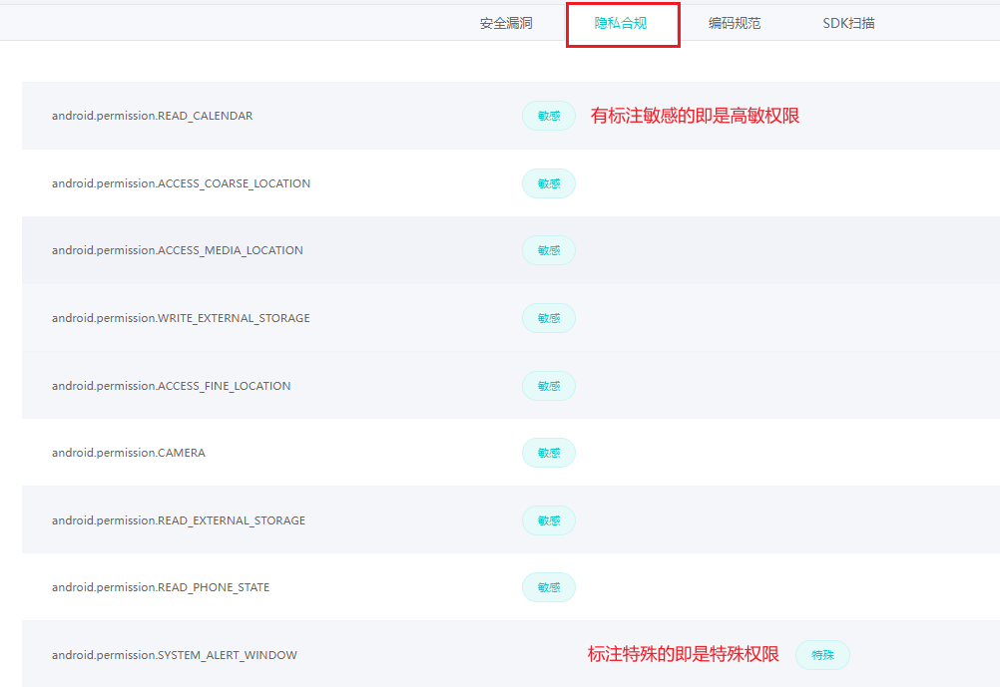 安全漏洞 隐私合规 编码规范 SDK扫描
android.permission.READ_CALENDAR 敏感 有标注敏感的即是高敏权限
android.permission.ACCESS_COARSE_LOCATION 敏感
android.permission.ACCESS_MEDIA_LOCATION 敏感
android.permission.WRITE_EXTERNAL_STORAGE 敏感
android.permission.ACCESS_FINE_LOCATION 敏感
android.permission.CAMERA 敏感
android.permission.READ_EXTERNAL_STORAGE 敏感
android.permission.READ_PHONE_STATE 敏感
android.permission.SYSTEM_ALERT_WINDOW 标注特殊的即是特殊权限 特殊